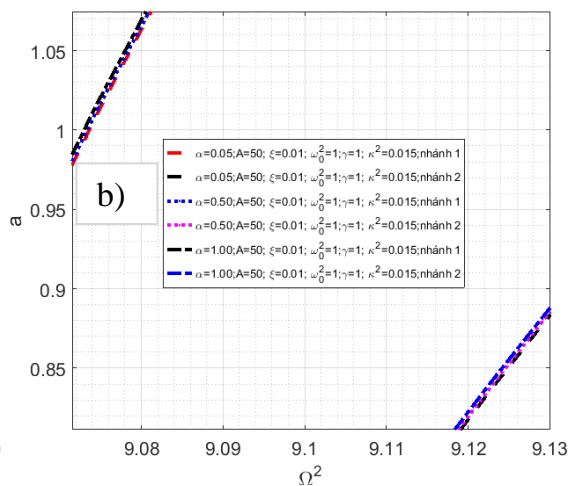 1.05
1
0.95
0.9
0.85
a
b)
α=0.05;A=50; ξ=0.01; ω₀²=1;γ=1; κ²=0.015;nhánh 1
α=0.05;A=50; ξ=0.01; ω₀²=1;γ=1; κ²=0.015;nhánh 2
α=0.50;A=50; ξ=0.01; ω₀²=1;γ=1; κ²=0.015;nhánh 1
α=0.50;A=50; ξ=0.01; ω₀²=1;γ=1; κ²=0.015;nhánh 2
α=1.00;A=50; ξ=0.01; ω₀²=1;γ=1; κ²=0.015;nhánh 1
α=1.00;A=50; ξ=0.01; ω₀²=1;γ=1; κ²=0.015;nhánh 2
9.08 9.09 9.1 9.11 9.12 9.13
Ω²